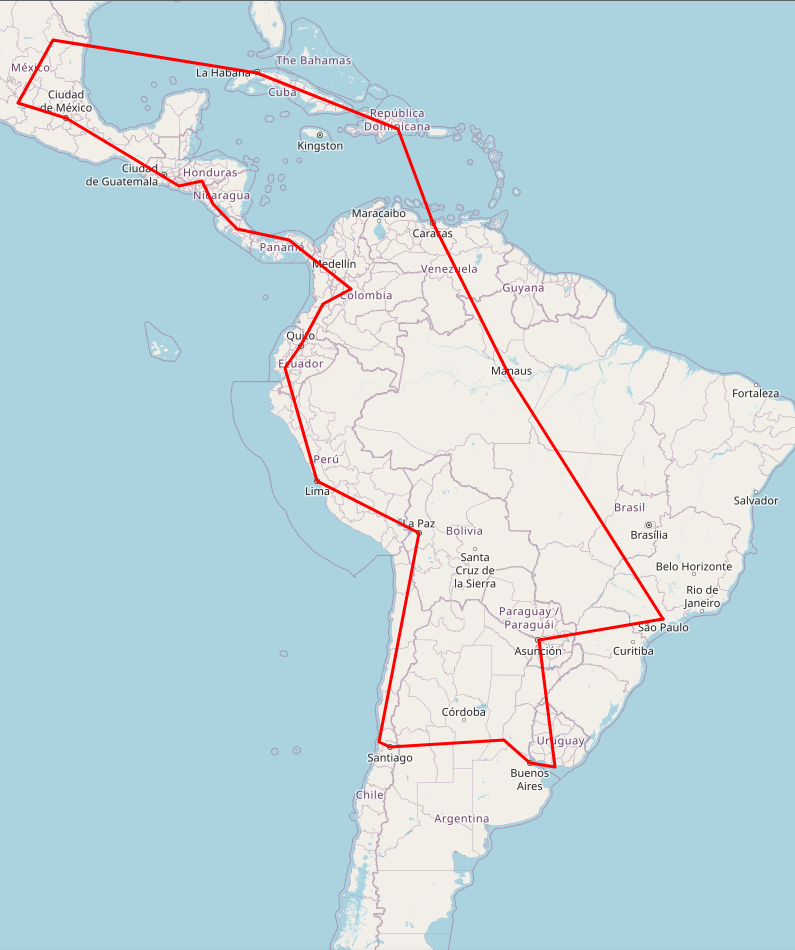 The Bahamas
México
La Habana
Cuba
Ciudad
de México
República
Dominicana
Kingston
Ciudad
de Guatemala
Honduras
Nicaragua
Maracaibo
Caracas
Panamá
Medellín
Venezuela
Guyana
Colombia
Quito
Ecuador
Manaus
Fortaleza
Perú
Lima
Salvador
Brasil
La Paz
Bolivia
Brasília
Santa
Cruz de
la Sierra
Belo Horizonte
Rio de
Janeiro
Paraguay /
Paraguái
São Paulo
Asunción
Curitiba
Córdoba
Uruguay
Santiago
Buenos
Aires
Chile
Argentina